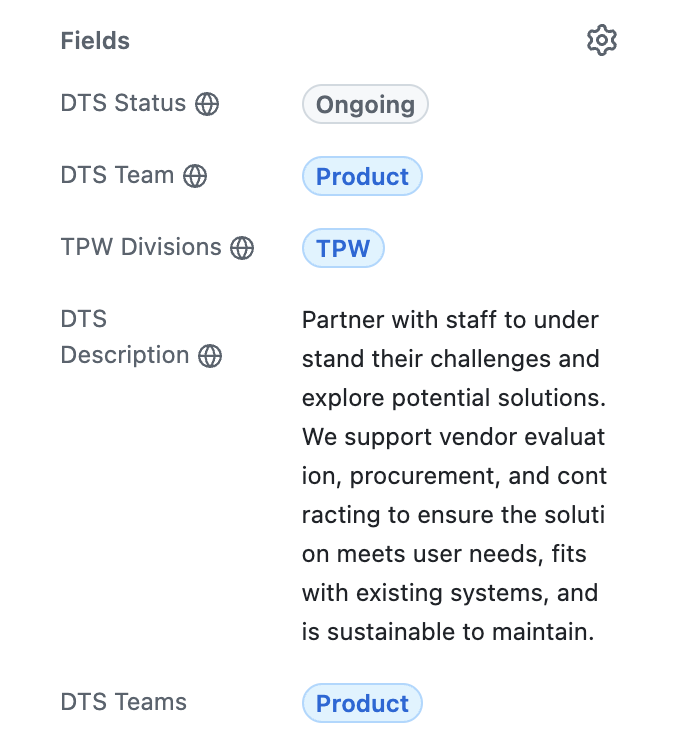 Fields
DTS Status
Ongoing
DTS Team
Product
TPW Divisions
TPW
DTS
Description
Partner with staff to under
stand their challenges and
explore potential solutions.
We support vendor evaluat
ion, procurement, and cont
racting to ensure the soluti
on meets user needs, fits
with existing systems, and
is sustainable to maintain.
DTS Teams
Product